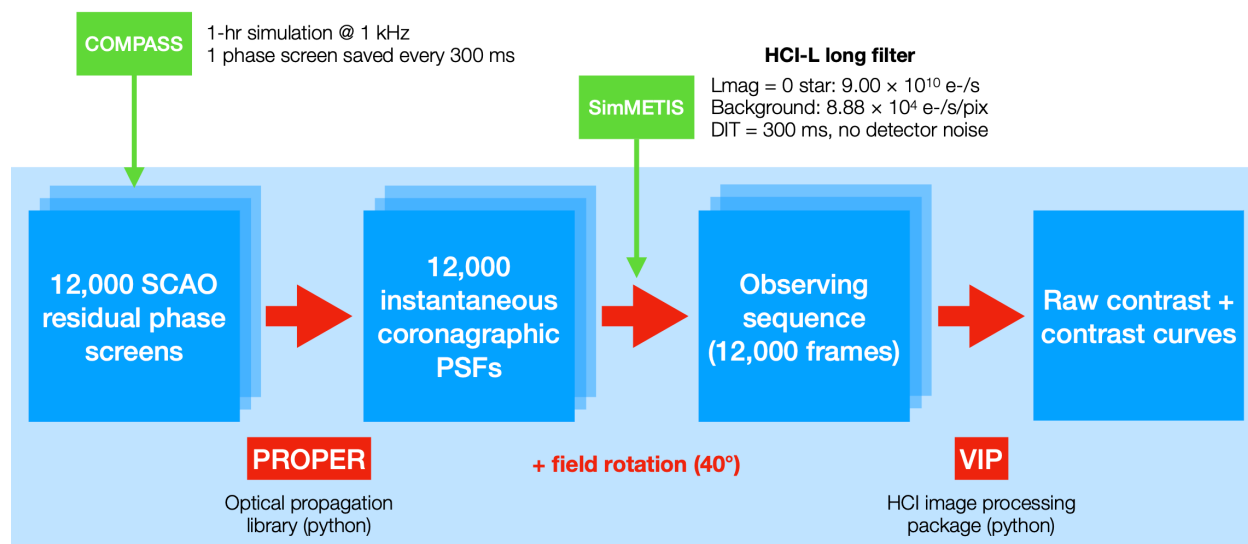 COMPASS
1-hr simulation @ 1 kHz
1 phase screen saved every 300 ms
SimMETIS
HCI-L long filter
Lmag = 0 star: 9.00 × 10¹⁰ e-/s
Background: 8.88 × 10⁴ e-/s/pix
DIT = 300 ms, no detector noise
12,000 SCAO
residual phase
screens
12,000
instantaneous
coronagraphic
PSFs
Observing
sequence
(12,000 frames)
Raw contrast +
contrast curves
PROPER
Optical propagation
library (python)
+ field rotation (40°)
VIP
HCI image processing
package (python)